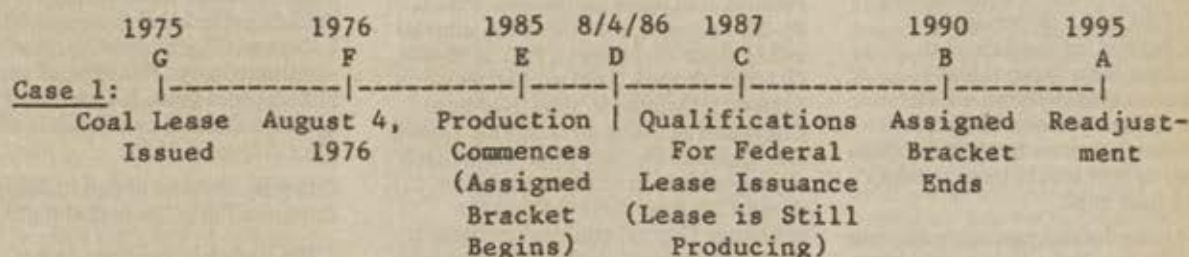 1975 1976 1985 8/4/86 1987 1990 1995
G F E D C B A
Case 1: |-----------|----------|-----|-------|------------|---------|
Coal Lease August 4, Production | Qualifications Assigned Readjust-
Issued 1976 Commences For Federal Bracket ment
(Assigned Lease Issuance Ends
Bracket (Lease is Still
Begins) Producing)